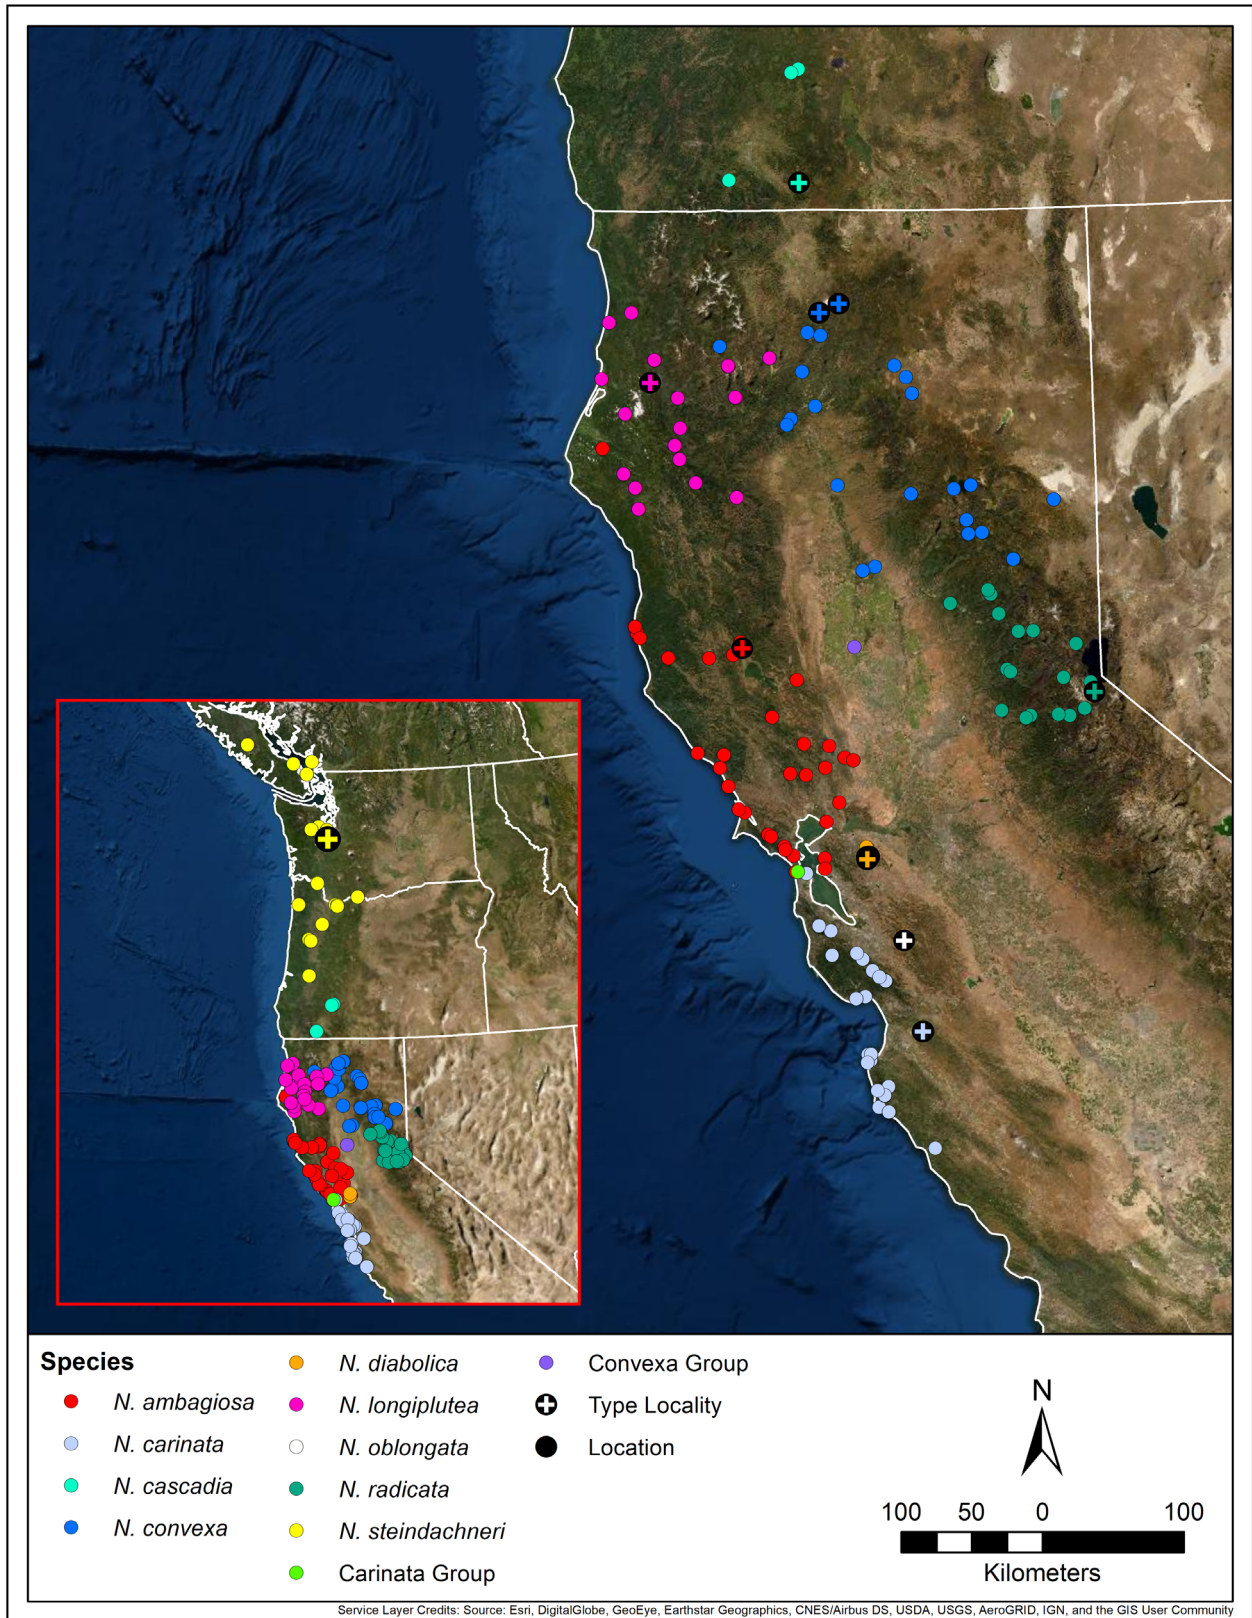 Species
N. ambagiosa
N. carinata
N. cascadia
N. convexa
N. diabolica
N. longiplutea
N. oblongata
N. radicata
N. steindachneri
Carinata Group
Convexa Group
Type Locality
Location
N
100 50 0 100
Kilometers
Service Layer Credits: Source: Esri, DigitalGlobe, GeoEye, Earthstar Geographics, CNES/Airbus DS, USDA, USGS, AeroGRID, IGN, and the GIS User Community